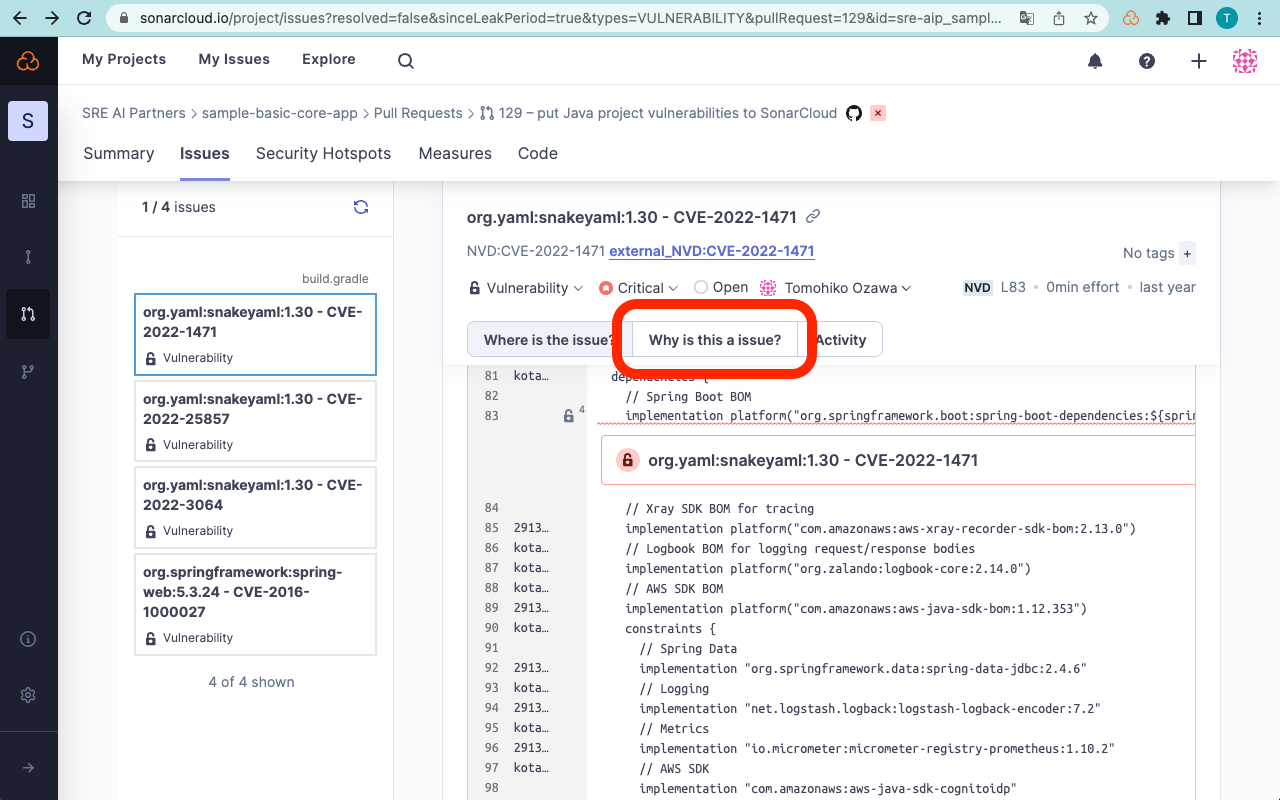 sonarcloud.io/project/issues?resolved=false&sinceLeakPeriod=true&types=VULNERABILITY&pullRequest=129&id=sre-aip_sampl...
T
My Projects
My Issues
Explore
S
SRE AI Partners > sample-basic-core-app > Pull Requests > 129 – put Java project vulnerabilities to SonarCloud
Summary
Issues
Security Hotspots
Measures
Code
1 / 4 issues
build.gradle
org.yaml:snakeyaml:1.30 - CVE-
2022-1471
Vulnerability
org.yaml:snakeyaml:1.30 - CVE-
2022-25857
Vulnerability
org.yaml:snakeyaml:1.30 - CVE-
2022-3064
Vulnerability
org.springframework:spring-
web:5.3.24 - CVE-2016-
1000027
Vulnerability
4 of 4 shown
org.yaml:snakeyaml:1.30 - CVE-2022-1471
NVD:CVE-2022-1471 external_NVD:CVE-2022-1471
No tags +
Vulnerability
Critical
Open
Tomohiko Ozawa
NVD L83 • 0min effort • last year
Where is the issue?
Why is this a issue?
Activity
81 kota… dependencies {
82 // Spring Boot BOM
83 4 implementation platform("org.springframework.boot:spring-boot-dependencies:${sprin
org.yaml:snakeyaml:1.30 - CVE-2022-1471
84 // Xray SDK BOM for tracing
85 2913… implementation platform("com.amazonaws:aws-xray-recorder-sdk-bom:2.13.0")
86 kota… // Logbook BOM for logging request/response bodies
87 kota… implementation platform("org.zalando:logbook-core:2.14.0")
88 kota… // AWS SDK BOM
89 2913… implementation platform("com.amazonaws:aws-java-sdk-bom:1.12.353")
90 kota… constraints {
91 // Spring Data
92 2913… implementation "org.springframework.data:spring-data-jdbc:2.4.6"
93 kota… // Logging
94 2913… implementation "net.logstash.logback:logstash-logback-encoder:7.2"
95 kota… // Metrics
96 2913… implementation "io.micrometer:micrometer-registry-prometheus:1.10.2"
97 kota… // AWS SDK
98 implementation "com.amazonaws:aws-java-sdk-cognitoidp"